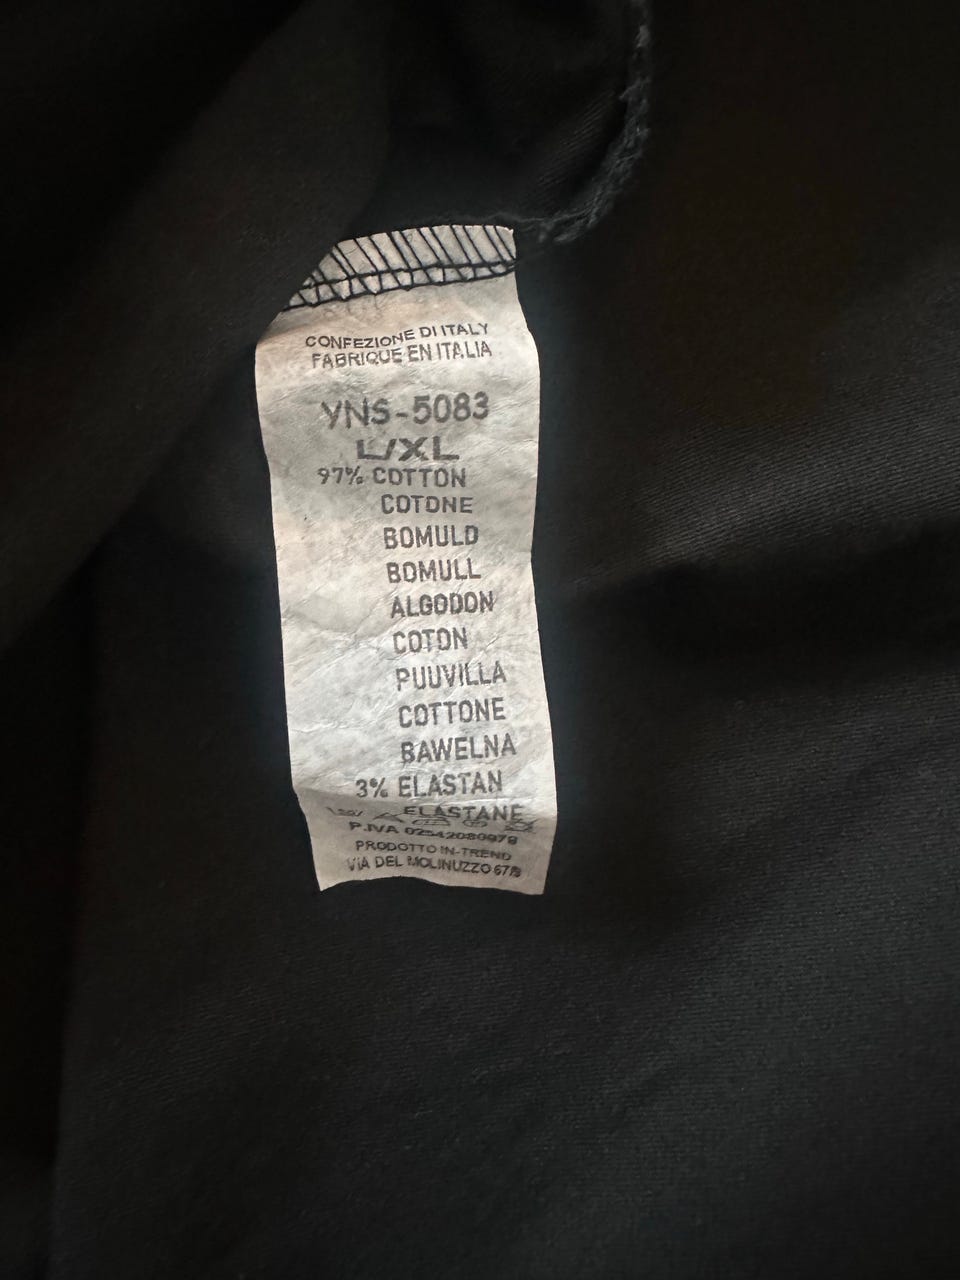 CONFEZIONE DI ITALY
FABRIQUE EN ITALIA
YNS-5083
L/XL
97% COTTON
COTONE
BOMULD
BOMULL
ALGODON
COTON
PUUVILLA
COTTONE
BAWELNA
3% ELASTAN
ELASTANE
P.IVA
PRODOTTO IN-TREND
VIA DEL MOLINUZZO